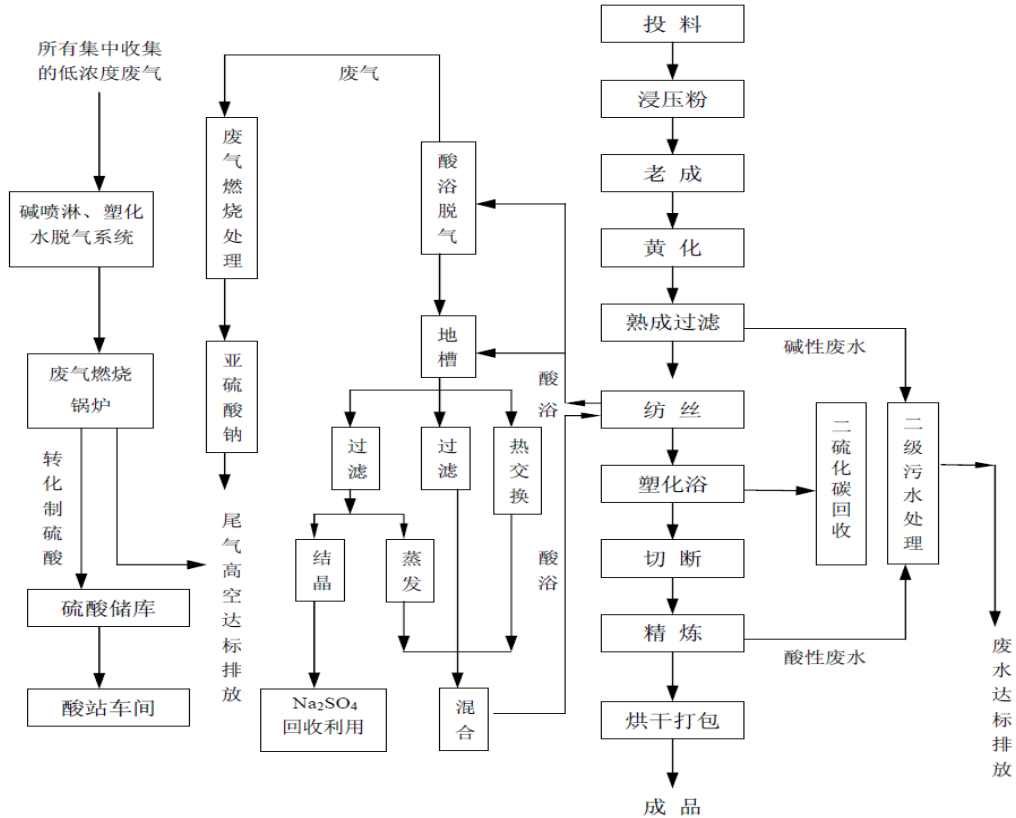 所有集中收集
的低浓度废气
碱喷淋、塑化
水脱气系统
废气燃烧
锅炉
转化制硫酸
硫酸储库
酸站车间
废气
废气燃烧处理
亚硫酸钠
尾气高空达标排放
酸浴脱气
地槽
过滤
过滤
热交换
结晶
蒸发
Na₂SO₄
回收利用
混合
酸浴
酸浴
投 料
浸压粉
老 成
黄 化
熟成过滤
纺 丝
塑化浴
切 断
精 炼
烘干打包
成 品
碱性废水
二硫化碳回收
二级污水处理
酸性废水
废水达标排放